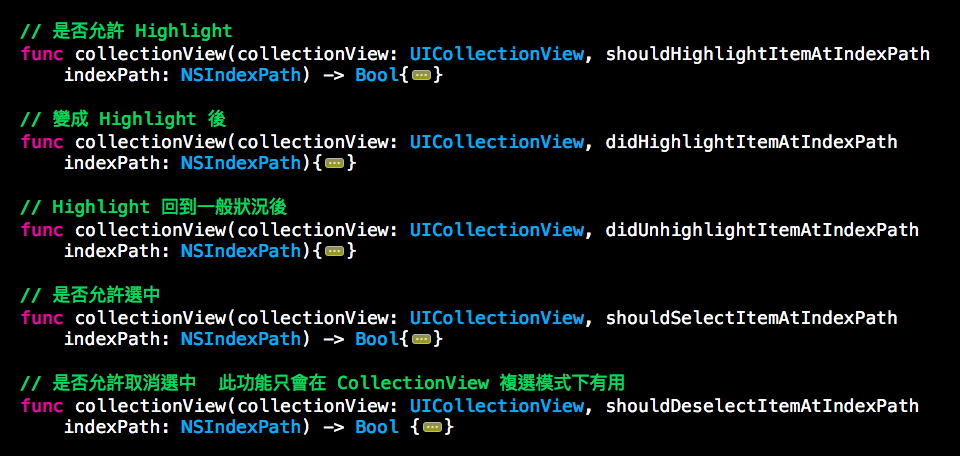 // 是否允許 Highlight
func collectionView(collectionView: UICollectionView, shouldHighlightItemAtIndexPath
indexPath: NSIndexPath) -> Bool{•••}
// 變成 Highlight 後
func collectionView(collectionView: UICollectionView, didHighlightItemAtIndexPath
indexPath: NSIndexPath){•••}
// Highlight 回到一般狀況後
func collectionView(collectionView: UICollectionView, didUnhighlightItemAtIndexPath
indexPath: NSIndexPath){•••}
// 是否允許選中
func collectionView(collectionView: UICollectionView, shouldSelectItemAtIndexPath
indexPath: NSIndexPath) -> Bool{•••}
// 是否允許取消選中  此功能只會在 CollectionView 複選模式下有用
func collectionView(collectionView: UICollectionView, shouldDeselectItemAtIndexPath
indexPath: NSIndexPath) -> Bool {•••}